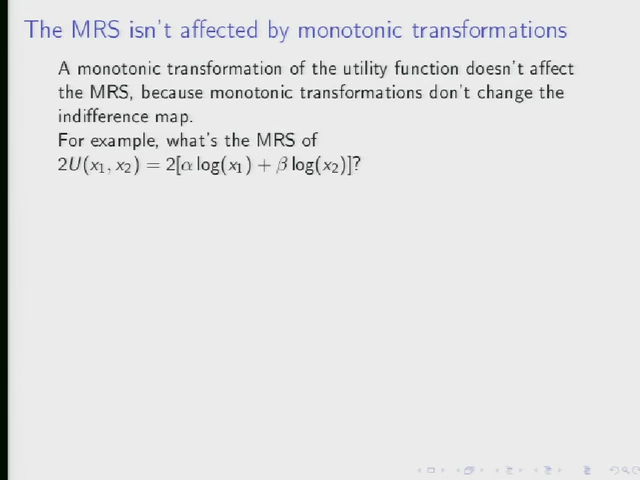 The MRS isn't affected by monotonic transformations
A monotonic transformation of the utility function doesn't affect
the MRS, because monotonic transformations don't change the
indifference map.
For example, what's the MRS of
2U(x₁, x₂) = 2[α log(x₁) + β log(x₂)]?